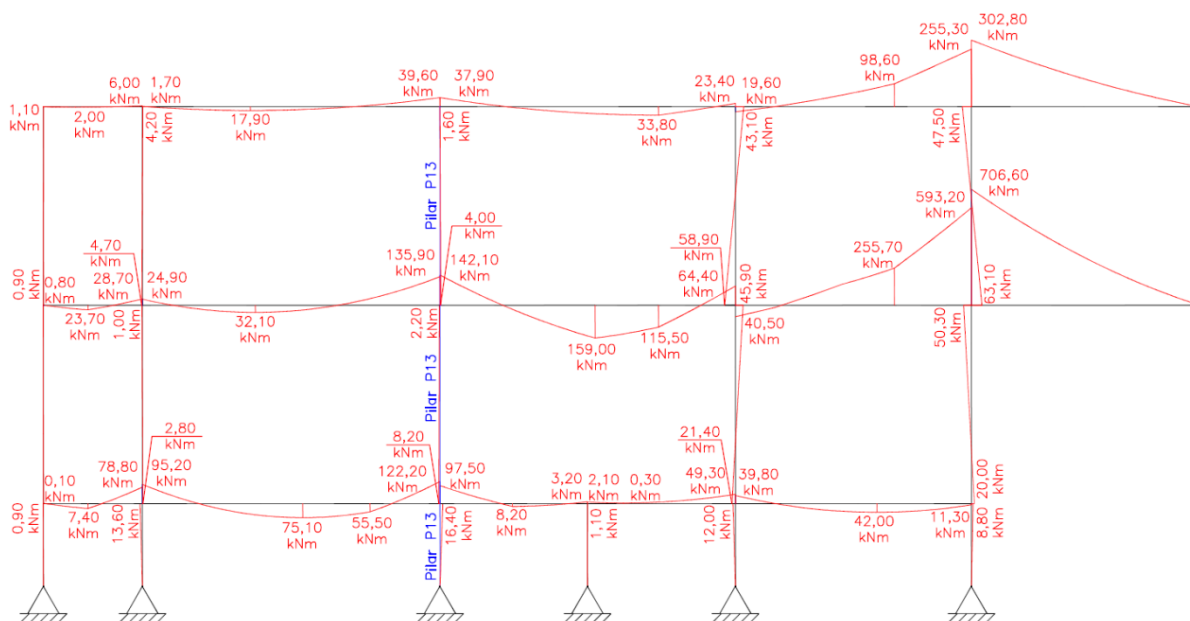 302,80
kNm
255,30
kNm
98,60
kNm
6,00
kNm
1,70
kNm
39,60
kNm
37,90
kNm
23,40
kNm
19,60
kNm
1,10
kNm
2,00
kNm
4,20
kNm
17,90
kNm
1,60
kNm
33,80
kNm
43,10
kNm
47,50
kNm
Pilar P13
706,60
kNm
593,20
kNm
4,00
kNm
4,70
kNm
135,90
kNm
142,10
kNm
58,90
kNm
255,70
kNm
0,90
kNm
0,80
kNm
28,70
kNm
24,90
kNm
64,40
kNm
45,90
kNm
63,10
kNm
23,70
kNm
1,00
kNm
32,10
kNm
2,20
kNm
159,00
kNm
115,50
kNm
40,50
kNm
50,30
kNm
Pilar P13
2,80
kNm
8,20
kNm
21,40
kNm
0,10
kNm
78,80
kNm
95,20
kNm
122,20
kNm
97,50
kNm
3,20
kNm
2,10
kNm
0,30
kNm
49,30
kNm
39,80
kNm
20,00
kNm
0,90
kNm
7,40
kNm
13,60
kNm
75,10
kNm
55,50
kNm
16,40
kNm
8,20
kNm
1,10
kNm
12,00
kNm
42,00
kNm
11,30
kNm
8,80
kNm
Pilar P13